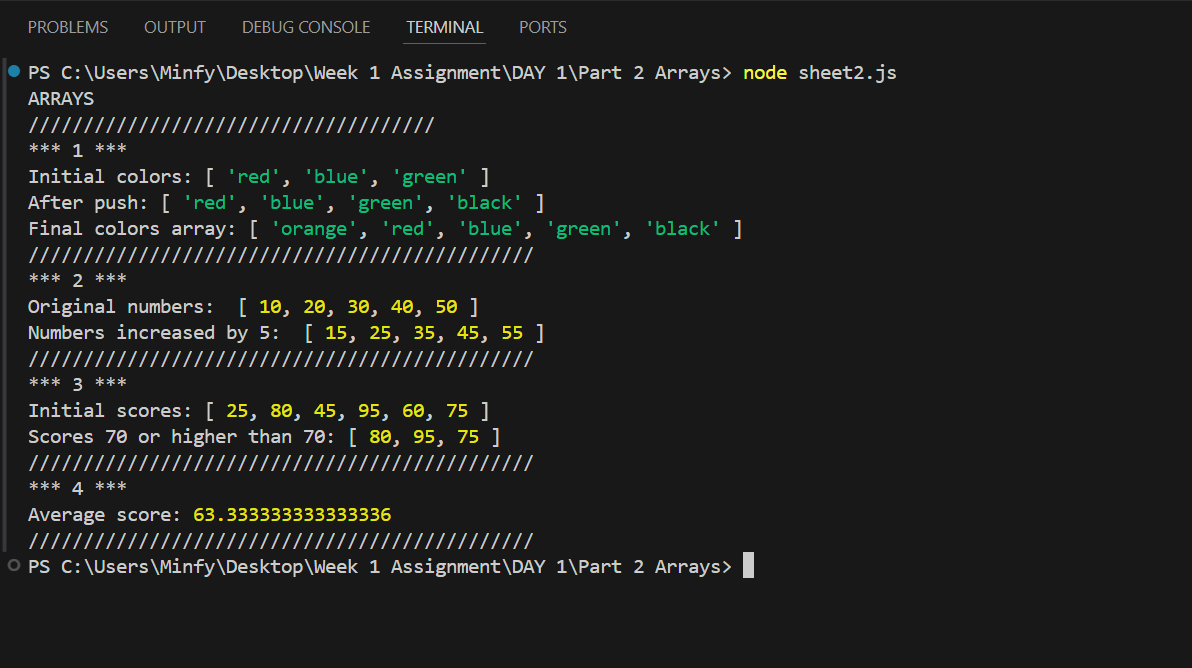 PROBLEMS OUTPUT DEBUG CONSOLE TERMINAL PORTS
PS C:\Users\Minfy\Desktop\Week 1 Assignment\DAY 1\Part 2 Arrays> node sheet2.js
ARRAYS
/////////////////////////////////////
*** 1 ***
Initial colors: [ 'red', 'blue', 'green' ]
After push: [ 'red', 'blue', 'green', 'black' ]
Final colors array: [ 'orange', 'red', 'blue', 'green', 'black' ]
//////////////////////////////////////////////
*** 2 ***
Original numbers:  [ 10, 20, 30, 40, 50 ]
Numbers increased by 5:  [ 15, 25, 35, 45, 55 ]
//////////////////////////////////////////////
*** 3 ***
Initial scores: [ 25, 80, 45, 95, 60, 75 ]
Scores 70 or higher than 70: [ 80, 95, 75 ]
//////////////////////////////////////////////
*** 4 ***
Average score: 63.333333333333336
//////////////////////////////////////////////
PS C:\Users\Minfy\Desktop\Week 1 Assignment\DAY 1\Part 2 Arrays>